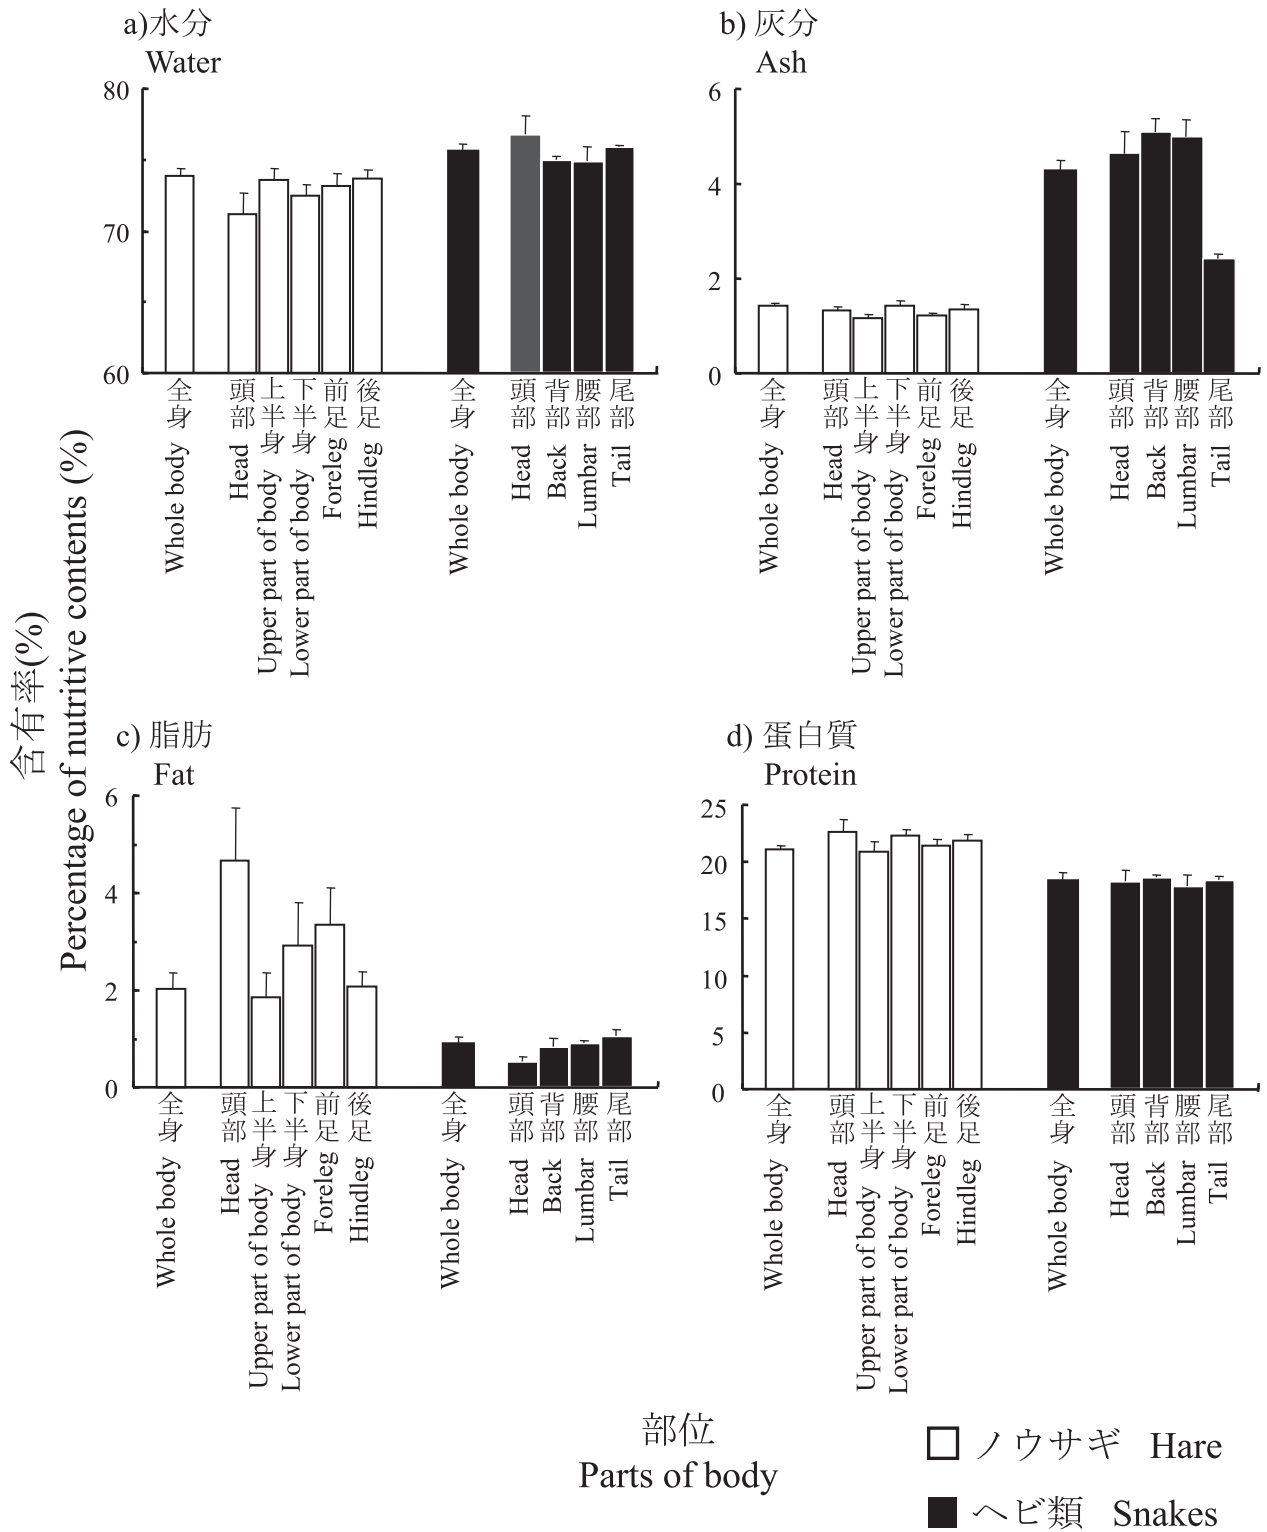 a)水分
Water
80
70
60
全身 Whole body
頭部 Head
上半身 Upper part of body
下半身 Lower part of body
前足 Foreleg
後足 Hindleg
全身 Whole body
頭部 Head
背部 Back
腰部 Lumbar
尾部 Tail
b) 灰分
Ash
6
4
2
0
全身 Whole body
頭部 Head
上半身 Upper part of body
下半身 Lower part of body
前足 Foreleg
後足 Hindleg
全身 Whole body
頭部 Head
背部 Back
腰部 Lumbar
尾部 Tail
含有率(%)
Percentage of nutritive contents (%)
c) 脂肪
Fat
6
4
2
0
全身 Whole body
頭部 Head
上半身 Upper part of body
下半身 Lower part of body
前足 Foreleg
後足 Hindleg
全身 Whole body
頭部 Head
背部 Back
腰部 Lumbar
尾部 Tail
d) 蛋白質
Protein
25
20
15
10
5
0
全身 Whole body
頭部 Head
上半身 Upper part of body
下半身 Lower part of body
前足 Foreleg
後足 Hindleg
全身 Whole body
頭部 Head
背部 Back
腰部 Lumbar
尾部 Tail
部位
Parts of body
ノウサギ Hare
ヘビ類 Snakes